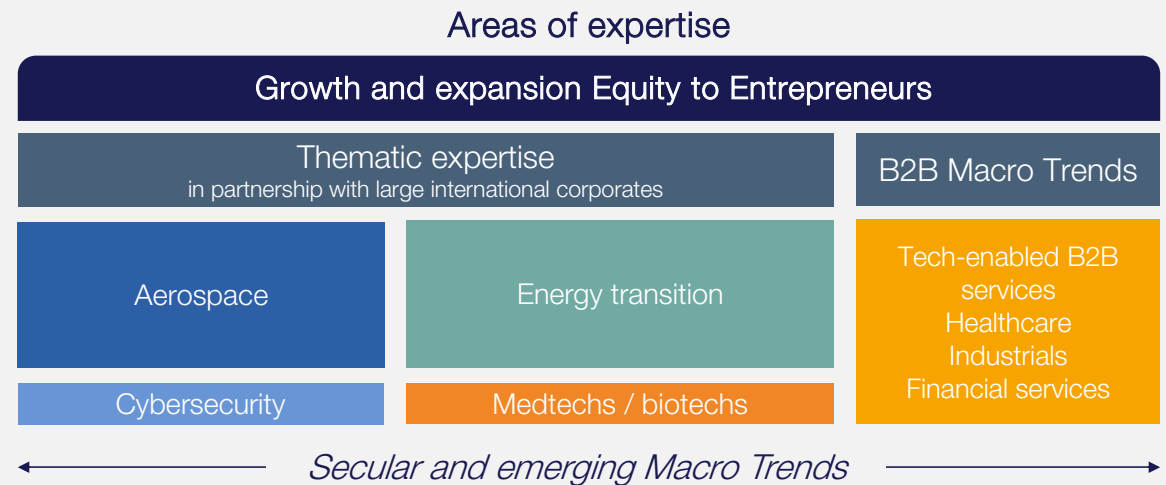 Areas of expertise
Growth and expansion Equity to Entrepreneurs
Thematic expertise
in partnership with large international corporates
B2B Macro Trends
Aerospace
Energy transition
Tech-enabled B2B
services
Healthcare
Industrials
Financial services
Cybersecurity
Medtechs / biotechs
Secular and emerging Macro Trends